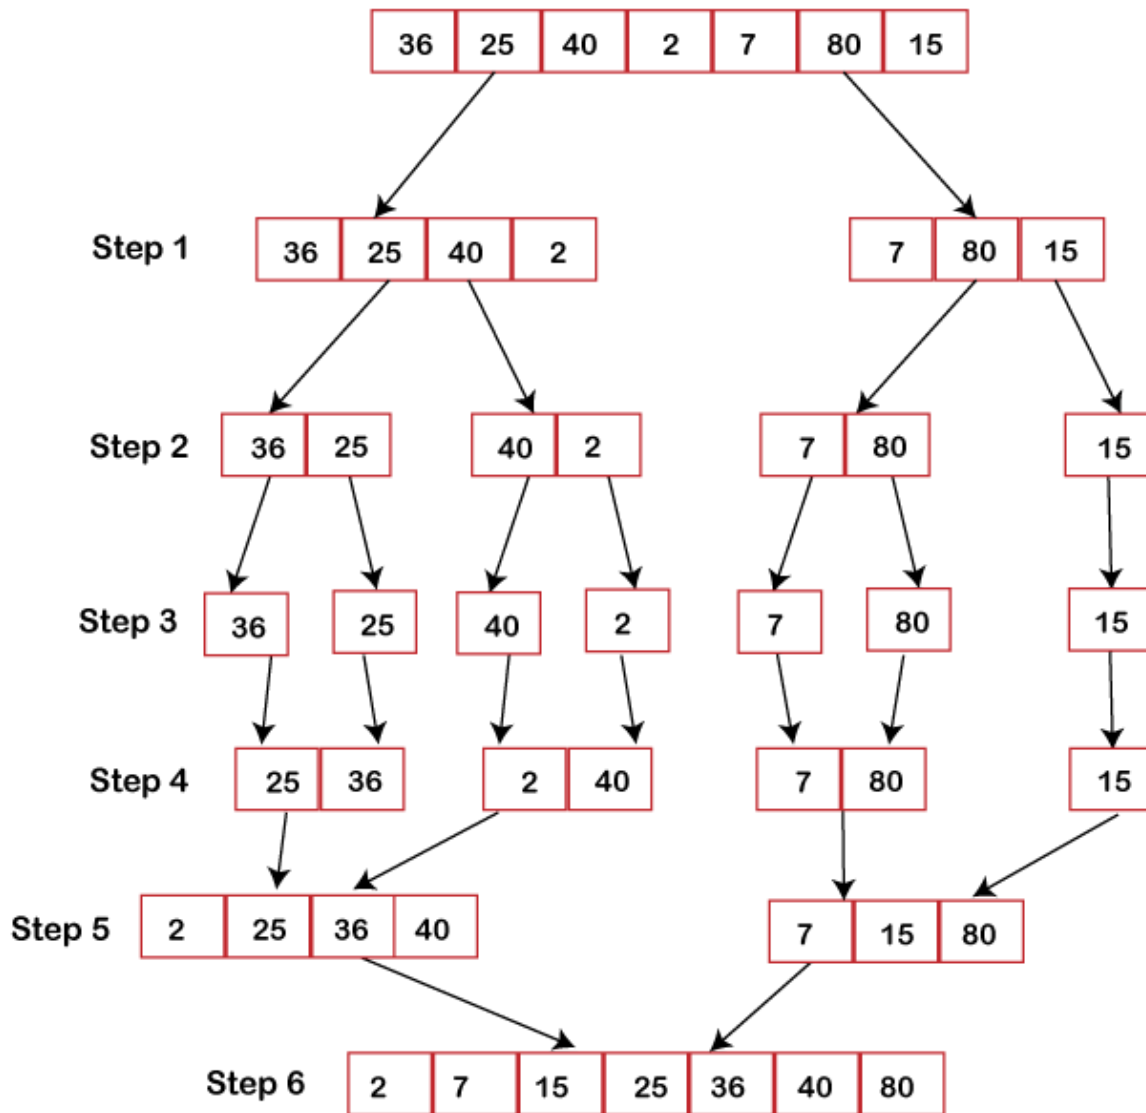 36 25 40 2 7 80 15
Step 1 36 25 40 2 7 80 15
Step 2 36 25 40 2 7 80 15
Step 3 36 25 40 2 7 80 15
Step 4 25 36 2 40 7 80 15
Step 5 2 25 36 40 7 15 80
Step 6 2 7 15 25 36 40 80